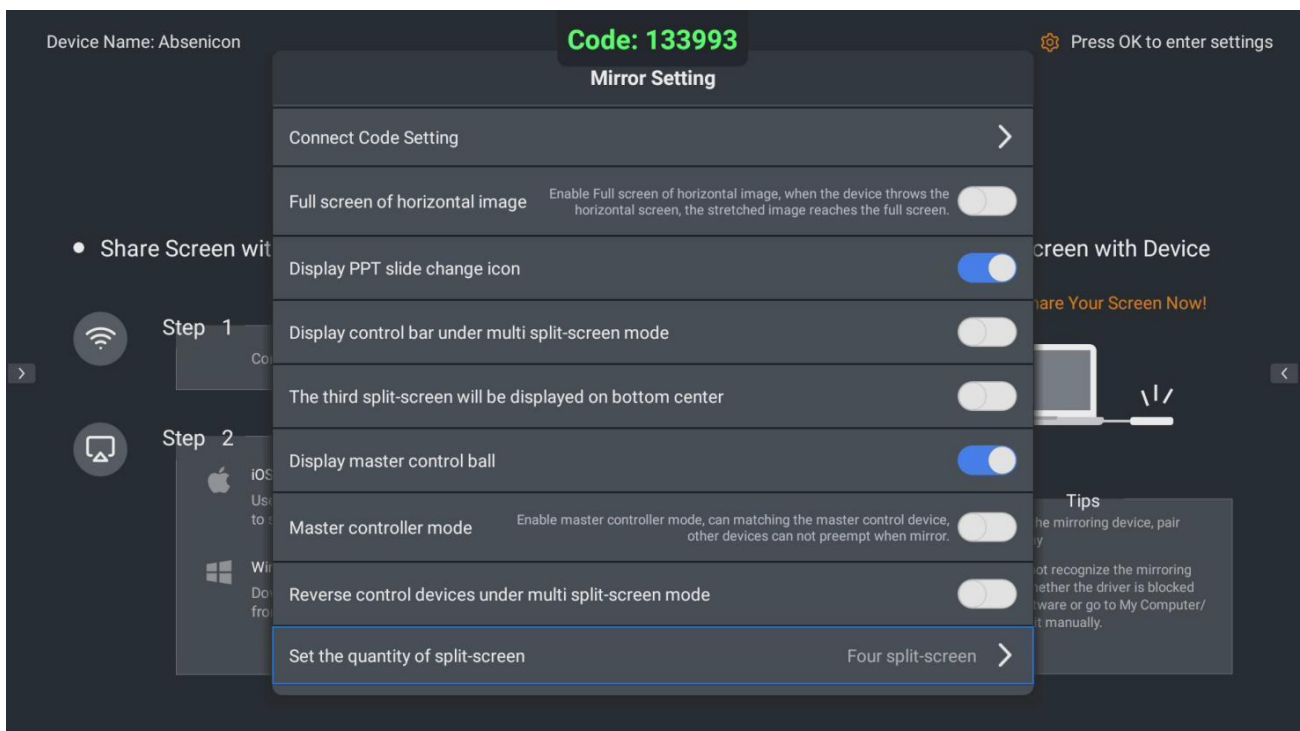 Device Name: Absenicon
Code: 133993
Press OK to enter settings
Mirror Setting
Connect Code Setting
Full screen of horizontal image
Enable Full screen of horizontal image, when the device throws the
horizontal screen, the stretched image reaches the full screen.
Share Screen wit
creen with Device
Display PPT slide change icon
are Your Screen Now!
Step 1
Display control bar under multi split-screen mode
The third split-screen will be displayed on bottom center
Step 2
Display master control ball
iOS
Use
to s
Tips
Master controller mode
Enable master controller mode, can matching the master control device,
other devices can not preempt when mirror.
he mirroring device, pair
Win
Dow
fro
Reverse control devices under multi split-screen mode
ot recognize the mirroring
ether the driver is blocked
tware or go to My Computer/
it manually.
Set the quantity of split-screen
Four split-screen